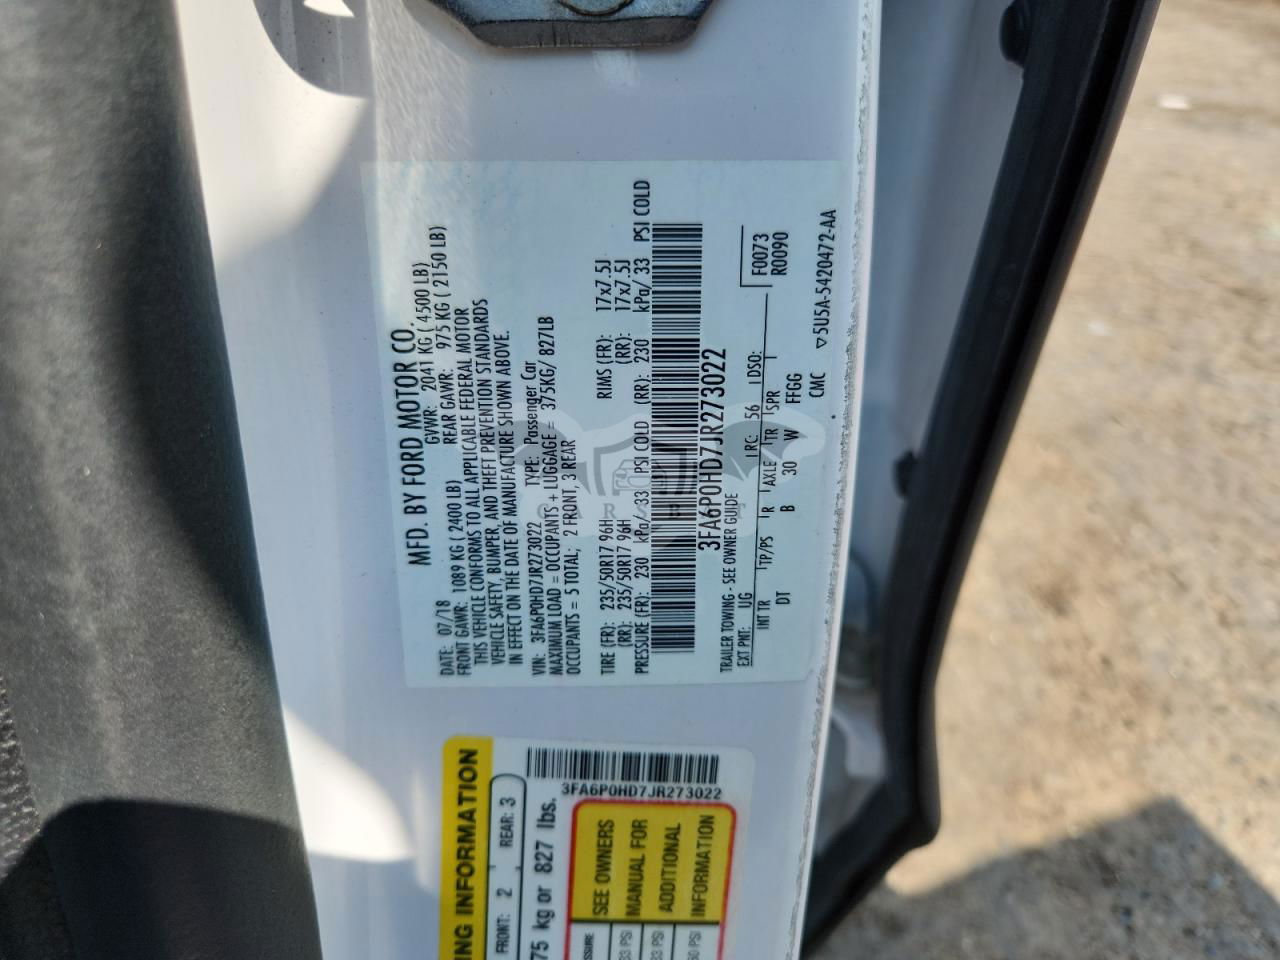 MFD. BY FORD MOTOR CO.
DATE: 07/18 GVWR: 2041 KG ( 4500 LB)
FRONT GAWR: 1089 KG ( 2400 LB) REAR GAWR: 975 KG ( 2150 LB)
THIS VEHICLE CONFORMS TO ALL APPLICABLE FEDERAL MOTOR
VEHICLE SAFETY, BUMPER, AND THEFT PREVENTION STANDARDS
IN EFFECT ON THE DATE OF MANUFACTURE SHOWN ABOVE.
VIN: 3FA6P0HD7JR273022 TYPE: Passenger Car
MAXIMUM LOAD = OCCUPANTS + LUGGAGE = 375KG/ 827LB
OCCUPANTS = 5 TOTAL; 2 FRONT, 3 REAR
TIRE (FR): 235/50R17 96H RIMS (FR): 17x7.5J
(RR): 235/50R17 96H (RR): 17x7.5J
PRESSURE (FR): 230 kPa/ 33 PSI COLD (RR): 230 kPa/ 33 PSI COLD
3FA6P0HD7JR273022
TRAILER TOWING - SEE OWNER GUIDE
EXT PNT: UG RC: 56 DSO: F0073
R0090
INT TR TP/PS R AXLE TR SPR
DT B 30 W FFGG
CMC ▽5U5A-5420472-AA
ING INFORMATION
FRONT: 2 REAR: 3
75 kg or 827 lbs.
3FA6P0HD7JR273022
SEE OWNERS
MANUAL FOR
ADDITIONAL
INFORMATION
33 PSI
33 PSI
60 PSI